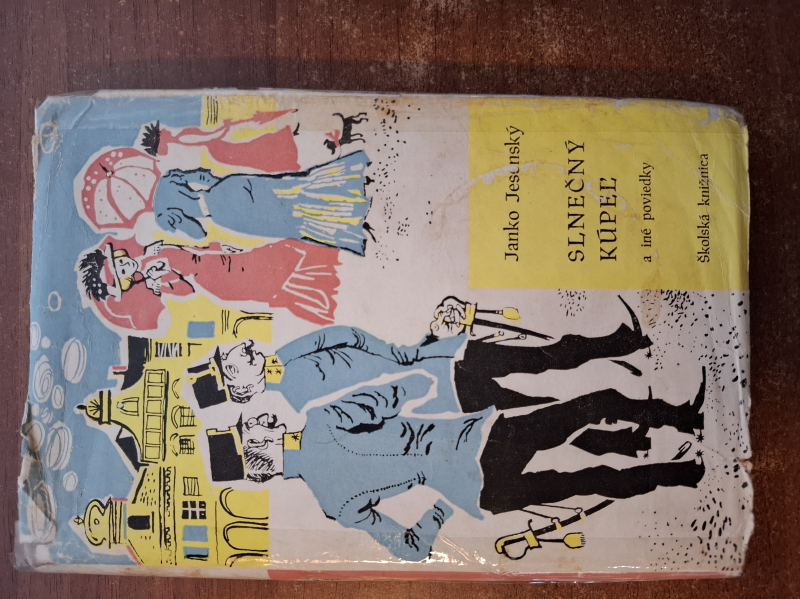 Janko Jesenský
SLNEČNÝ
KÚPEĽ
a iné poviedky
Školská knižnica